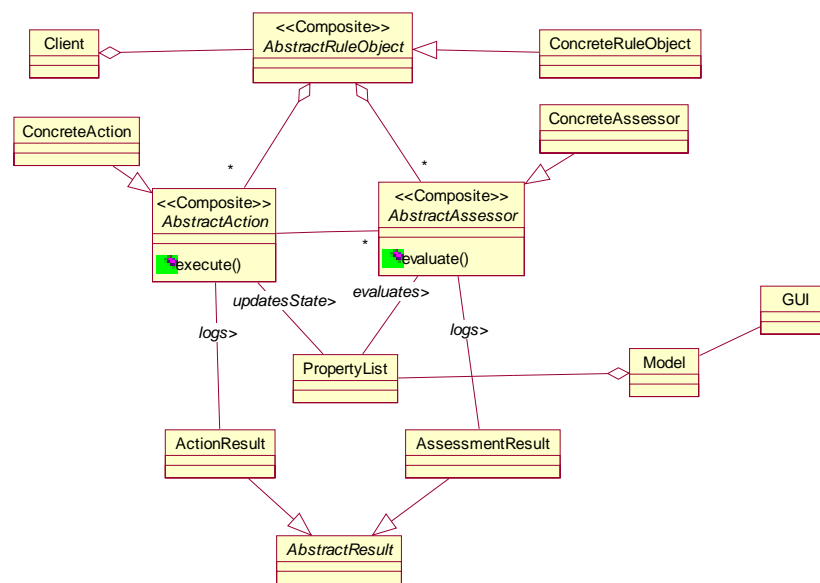 Client
<<Composite>>
AbstractRuleObject
ConcreteRuleObject
ConcreteAction
ConcreteAssessor
*
*
<<Composite>>
AbstractAction
execute()
<<Composite>>
AbstractAssessor
evaluate()
*
updatesState>
evaluates>
logs>
logs>
GUI
PropertyList
Model
ActionResult
AssessmentResult
AbstractResult